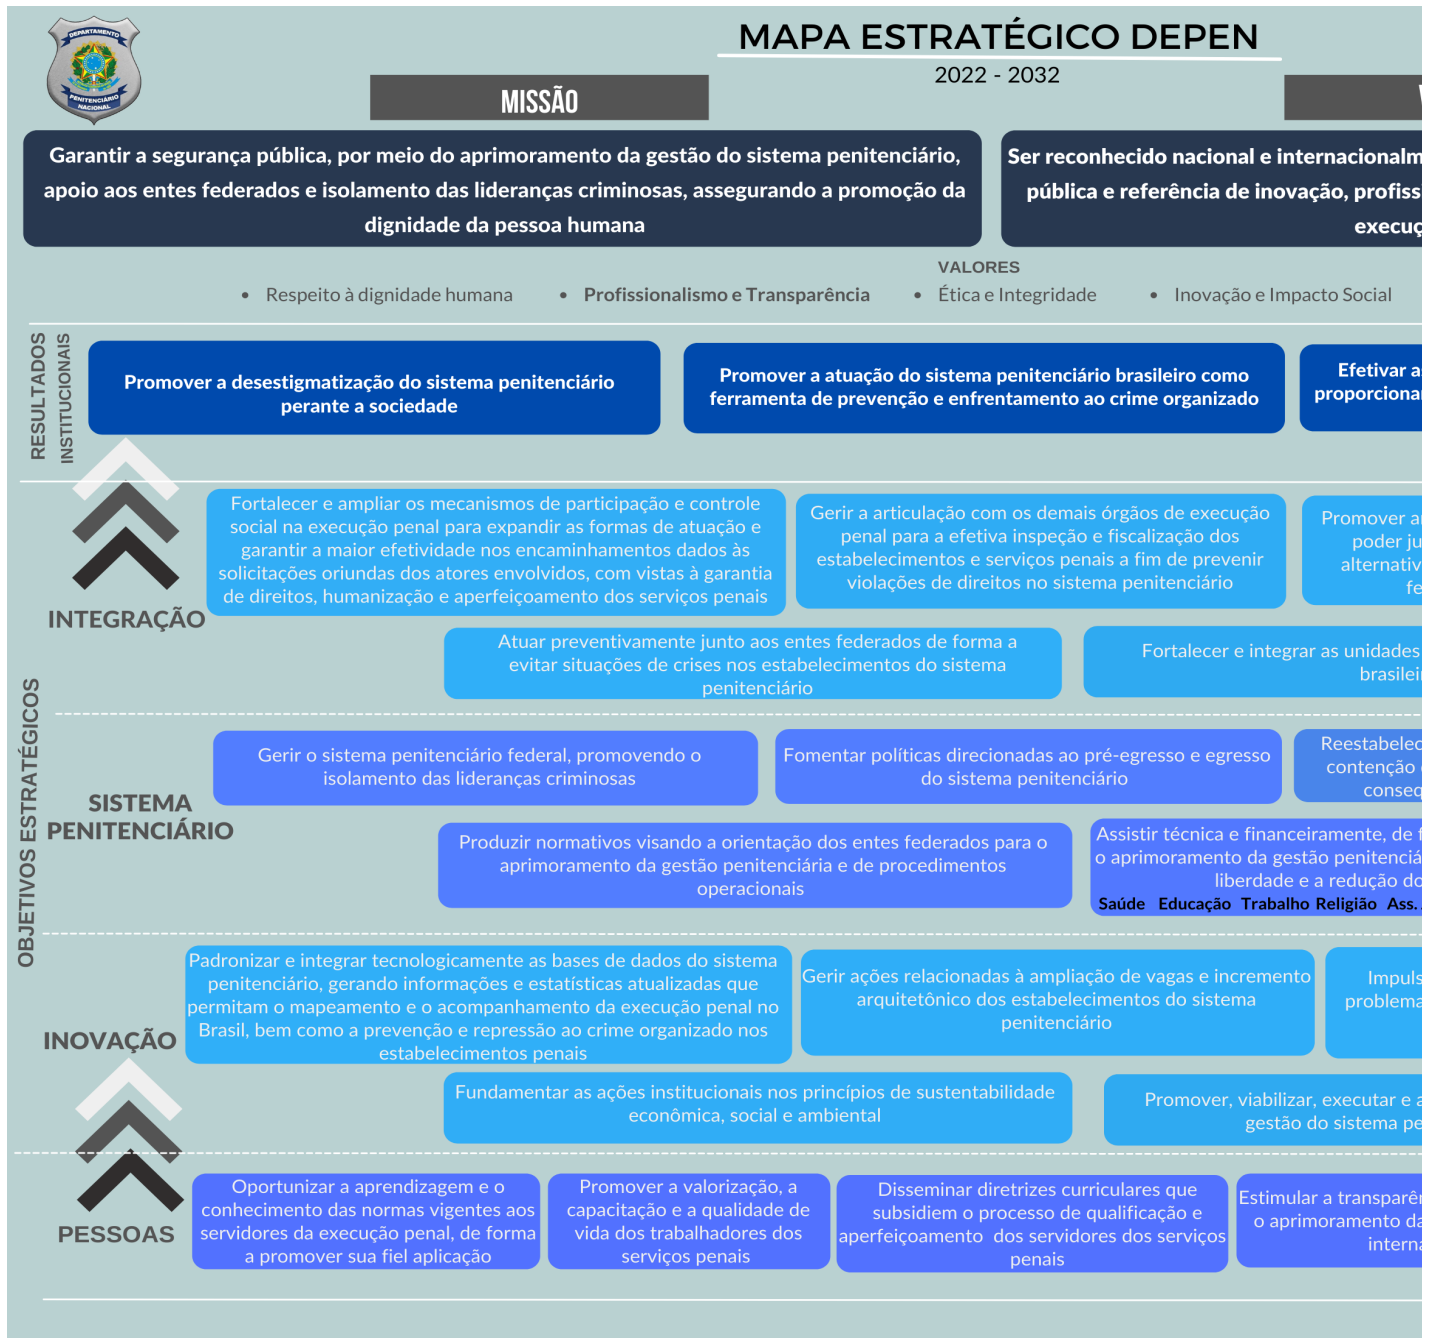 DEPARTAMENTO
PENITENCIÁRIO
NACIONAL
MAPA ESTRATÉGICO DEPEN
2022 - 2032
MISSÃO
Garantir a segurança pública, por meio do aprimoramento da gestão do sistema penitenciário,
apoio aos entes federados e isolamento das lideranças criminosas, assegurando a promoção da
dignidade da pessoa humana
Ser reconhecido nacional e internacionalm
pública e referência de inovação, profiss
execuç
VALORES
• Respeito à dignidade humana • Profissionalismo e Transparência • Ética e Integridade • Inovação e Impacto Social
RESULTADOS
INSTITUCIONAIS
Promover a desestigmatização do sistema penitenciário
perante a sociedade
Promover a atuação do sistema penitenciário brasileiro como
ferramenta de prevenção e enfrentamento ao crime organizado
Efetivar as
proporciona
OBJETIVOS ESTRATÉGICOS
INTEGRAÇÃO
Fortalecer e ampliar os mecanismos de participação e controle
social na execução penal para expandir as formas de atuação e
garantir a maior efetividade nos encaminhamentos dados às
solicitações oriundas dos atores envolvidos, com vistas à garantia
de direitos, humanização e aperfeiçoamento dos serviços penais
Gerir a articulação com os demais órgãos de execução
penal para a efetiva inspeção e fiscalização dos
estabelecimentos e serviços penais a fim de prevenir
violações de direitos no sistema penitenciário
Promover a
poder ju
alternativ
fe
Atuar preventivamente junto aos entes federados de forma a
evitar situações de crises nos estabelecimentos do sistema
penitenciário
Fortalecer e integrar as unidades
brasilei
SISTEMA
PENITENCIÁRIO
Gerir o sistema penitenciário federal, promovendo o
isolamento das lideranças criminosas
Fomentar políticas direcionadas ao pré-egresso e egresso
do sistema penitenciário
Reestabelec
contenção
conseq
Produzir normativos visando a orientação dos entes federados para o
aprimoramento da gestão penitenciária e de procedimentos
operacionais
Assistir técnica e financeiramente, de f
o aprimoramento da gestão penitenciá
liberdade e a redução do
Saúde Educação Trabalho Religião Ass.
INOVAÇÃO
Padronizar e integrar tecnologicamente as bases de dados do sistema
penitenciário, gerando informações e estatísticas atualizadas que
permitam o mapeamento e o acompanhamento da execução penal no
Brasil, bem como a prevenção e repressão ao crime organizado nos
estabelecimentos penais
Gerir ações relacionadas à ampliação de vagas e incremento
arquitetônico dos estabelecimentos do sistema
penitenciário
Impuls
problema
Fundamentar as ações institucionais nos princípios de sustentabilidade
econômica, social e ambiental
Promover, viabilizar, executar e a
gestão do sistema pe
PESSOAS
Oportunizar a aprendizagem e o
conhecimento das normas vigentes aos
servidores da execução penal, de forma
a promover sua fiel aplicação
Promover a valorização, a
capacitação e a qualidade de
vida dos trabalhadores dos
serviços penais
Disseminar diretrizes curriculares que
subsidiem o processo de qualificação e
aperfeiçoamento dos servidores dos serviços
penais
Estimular a transparên
o aprimoramento da
interna